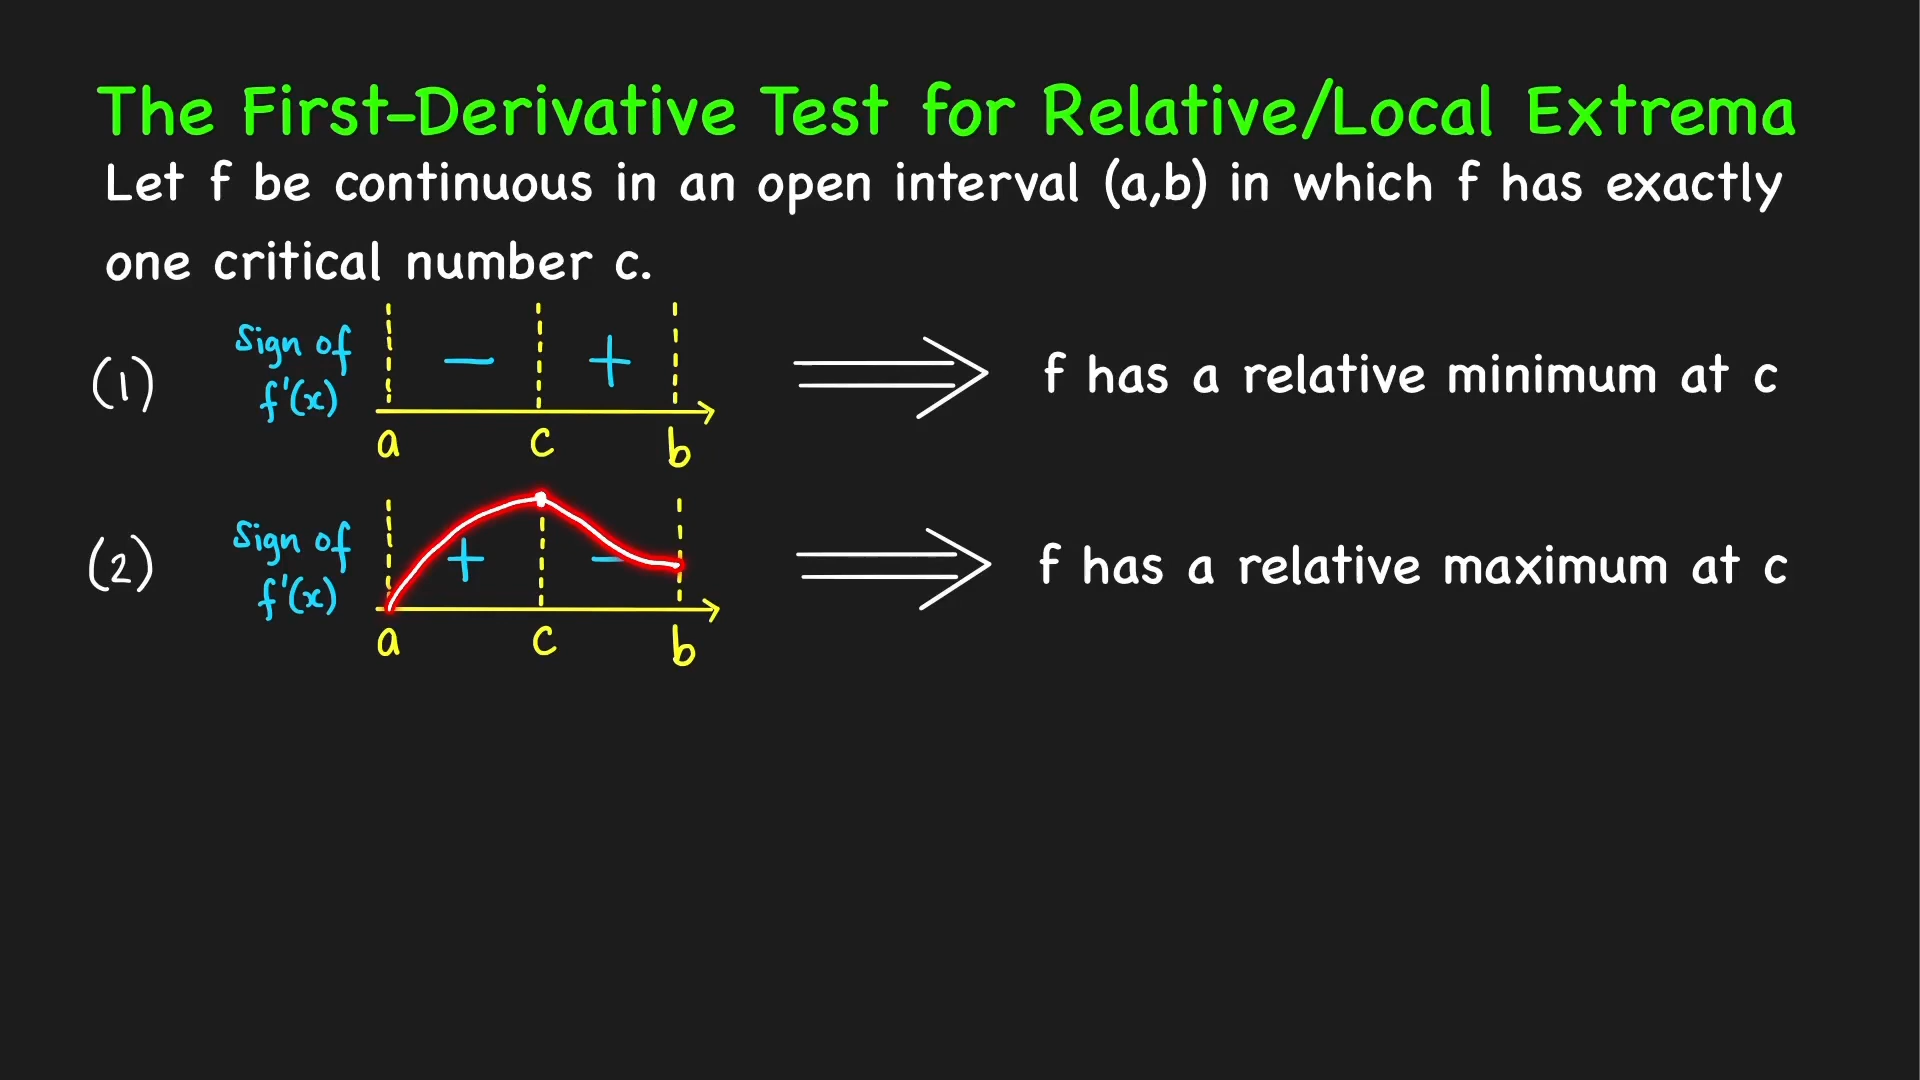 The First-Derivative Test for Relative/Local Extrema
Let f be continuous in an open interval (a,b) in which f has exactly
one critical number c.
(1) Sign of f'(x) − + f has a relative minimum at c
a c b
(2) Sign of f'(x) + − f has a relative maximum at c
a c b